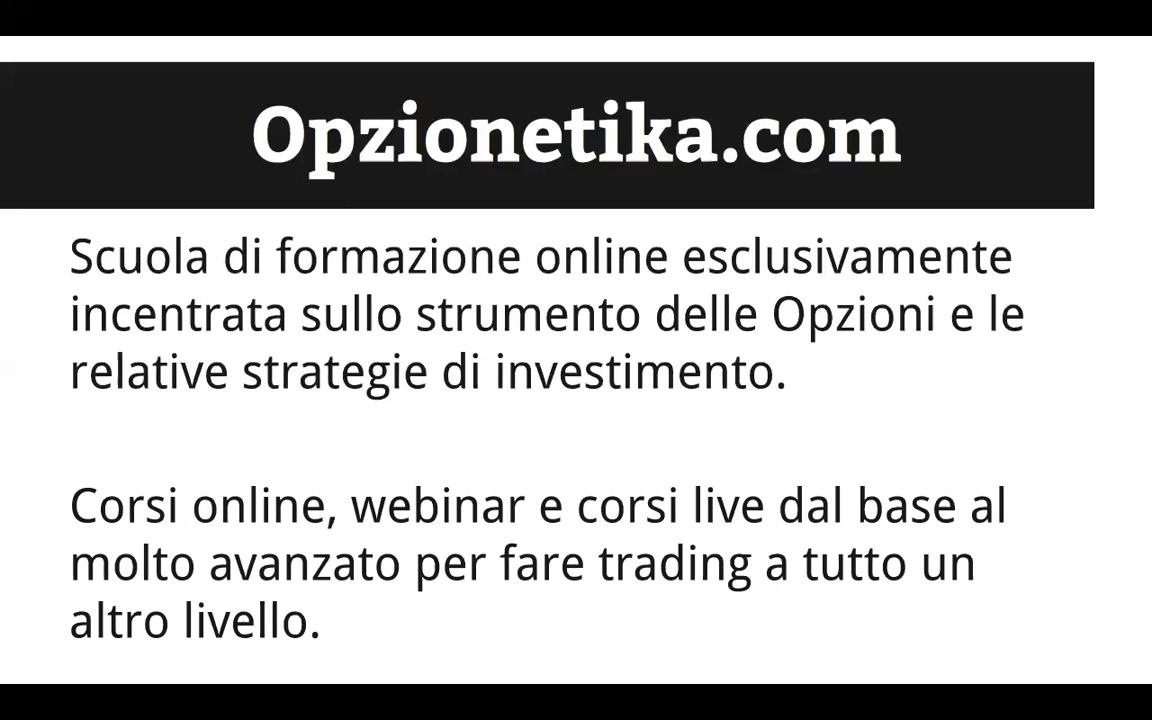 Opzionetika.com
Scuola di formazione online esclusivamente
incentrata sullo strumento delle Opzioni e le
relative strategie di investimento.
Corsi online, webinar e corsi live dal base al
molto avanzato per fare trading a tutto un
altro livello.